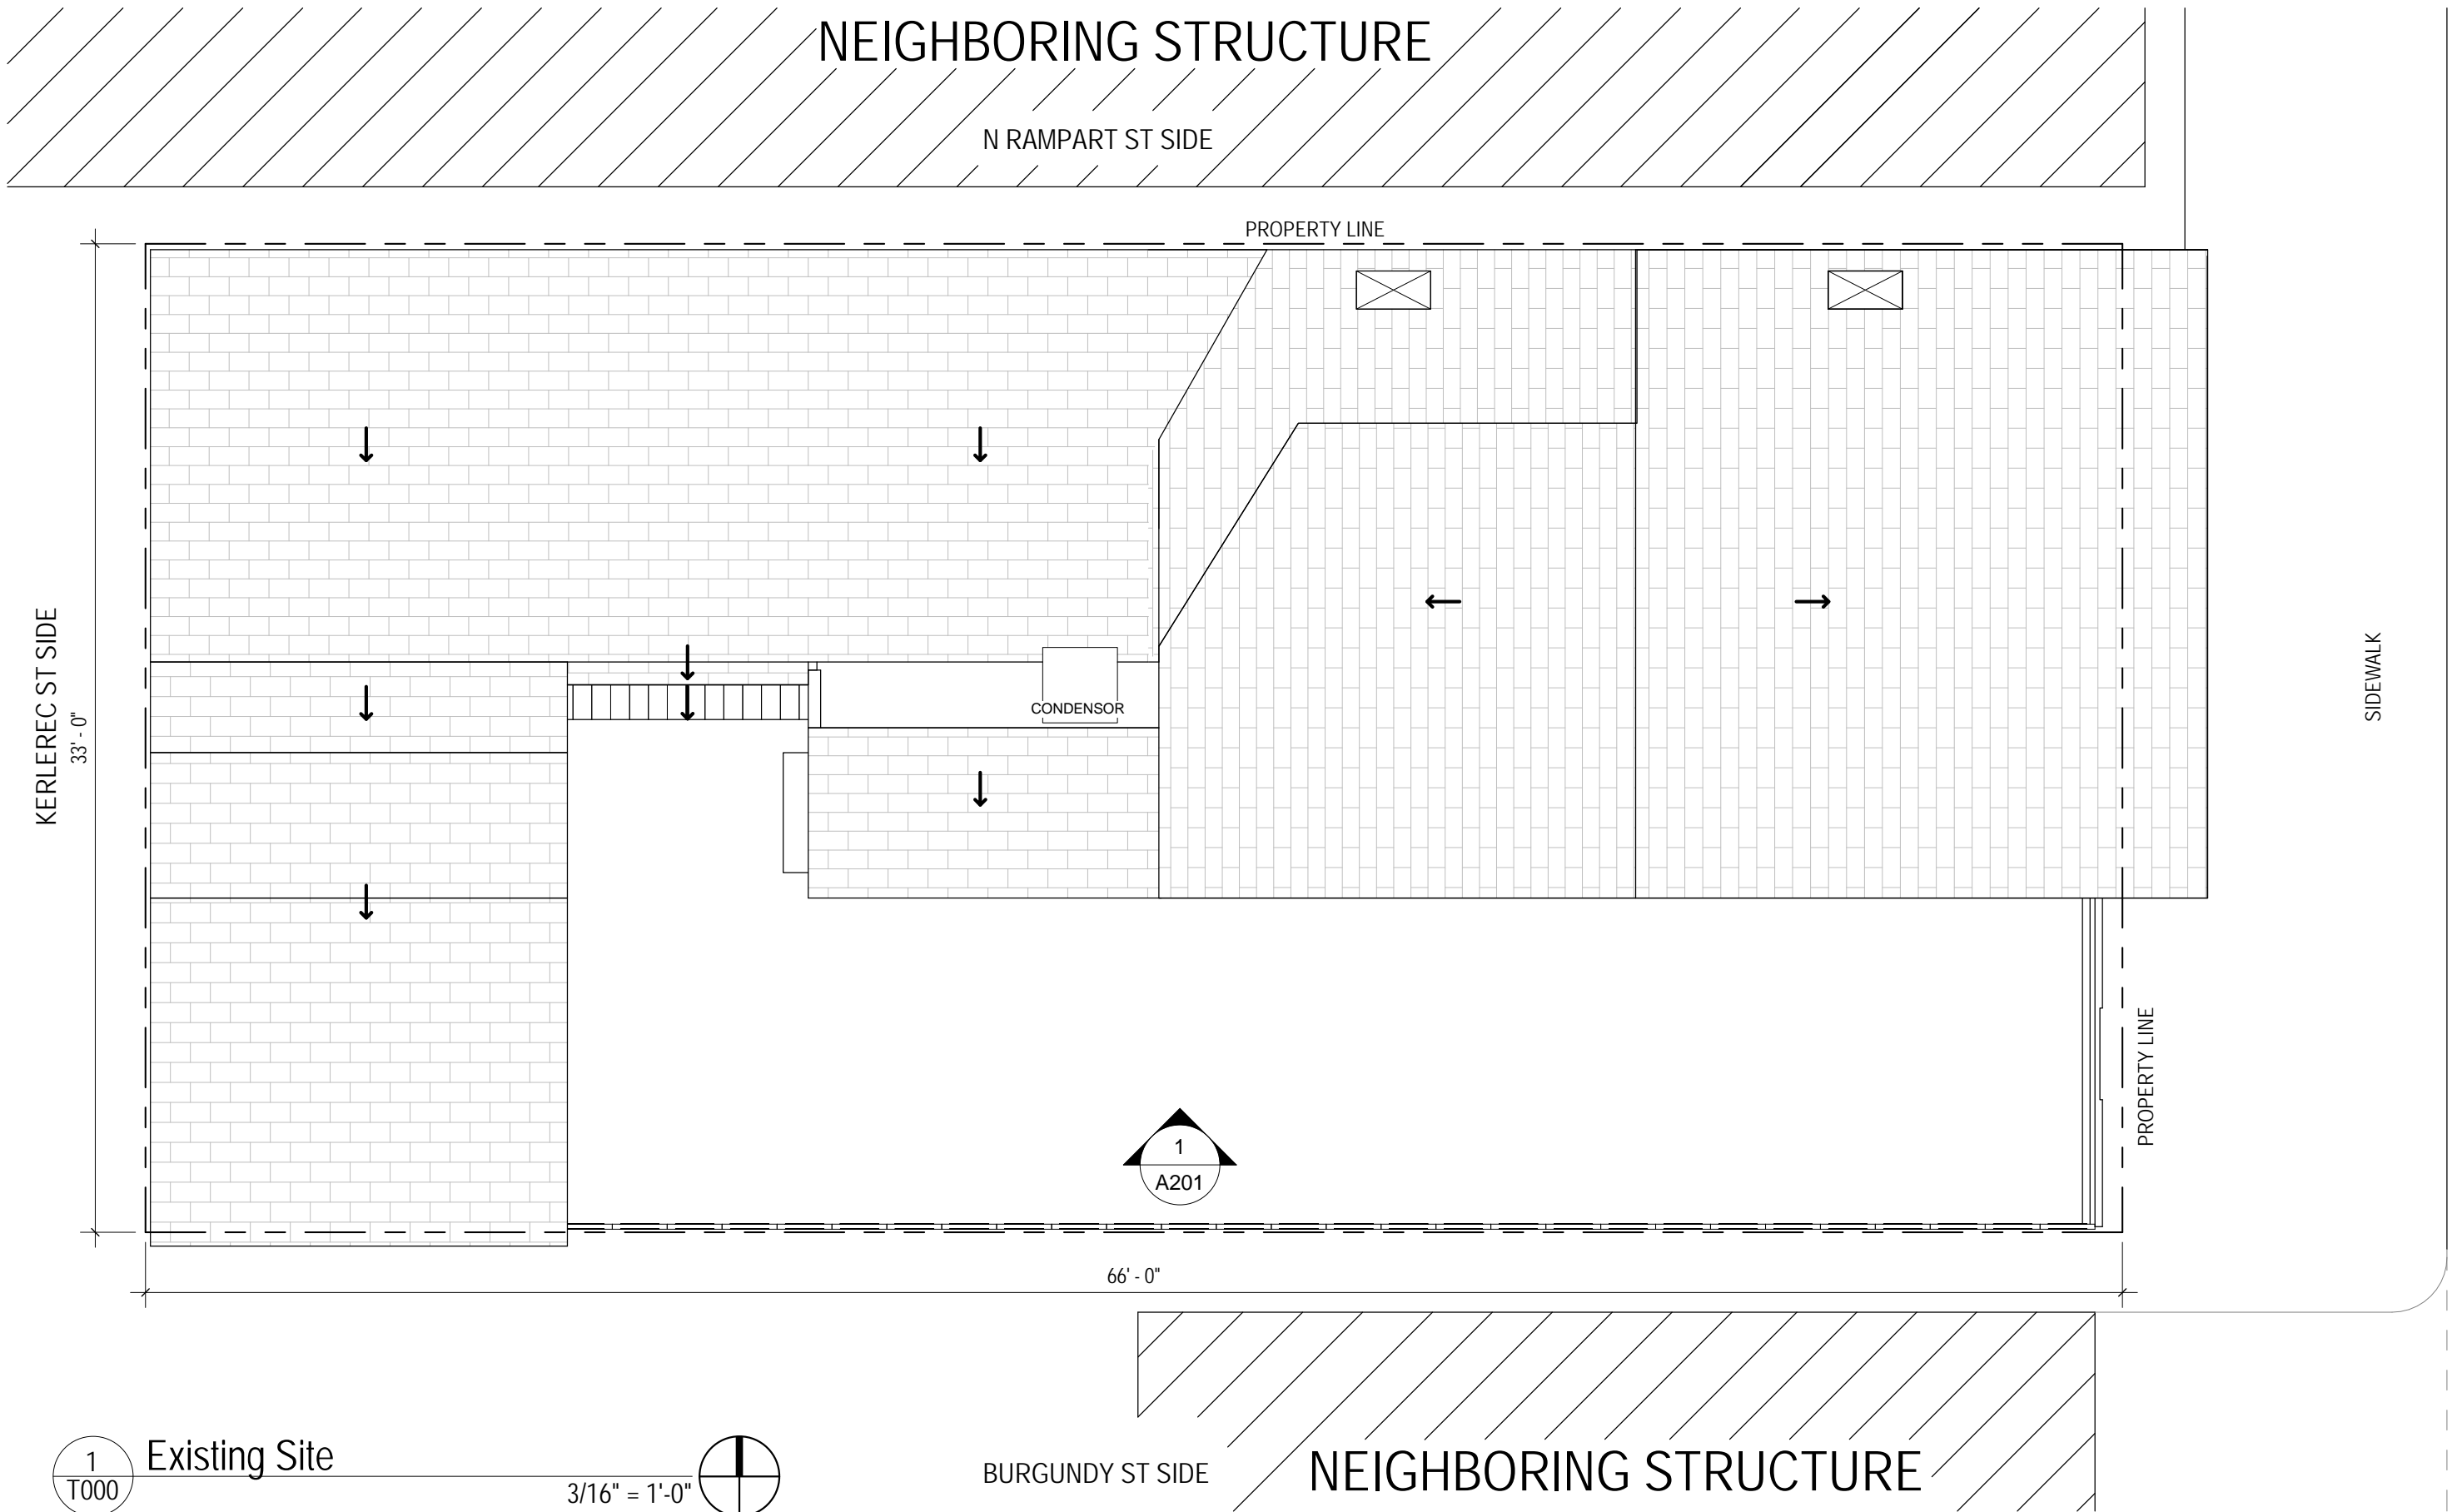 NEIGHBORING STRUCTURE
N RAMPART ST SIDE
PROPERTY LINE
KERLEREC ST SIDE
33' - 0"
CONDENSOR
SIDEWALK
PROPERTY LINE
1
A201
66' - 0"
1
T000
Existing Site
3/16" = 1'-0"
BURGUNDY ST SIDE
NEIGHBORING STRUCTURE